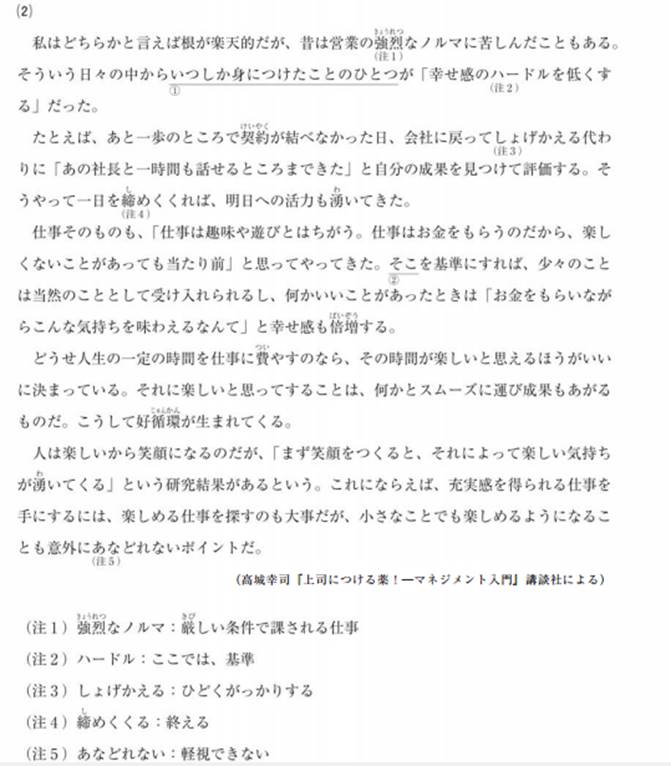 (2)
私はどちらかと言えば根が楽天的だが、昔は営業の強烈なノルマに苦しんだこともある。
そういう日々の中からいつしか身につけたことのひとつが「幸せ感のハードルを低くす
る」だった。
たとえば、あと一歩のところで契約が結べなかった日、会社に戻ってしょげかえる代わ
りに「あの社長と一時間も話せるところまできた」と自分の成果を見つけて評価する。そ
うやって一日を締めくくれば、明日への活力も湧いてきた。
仕事そのものも、「仕事は趣味や遊びとはちがう。仕事はお金をもらうのだから、楽し
くないことがあっても当たり前」と思ってやってきた。そこを基準にすれば、少々のこと
は当然のこととして受け入れられるし、何かいいことがあったときは「お金をもらいなが
らこんな気持ちを味わえるなんて」と幸せ感も倍増する。
どうせ人生の一定の時間を仕事に費やすのなら、その時間が楽しいと思えるほうがいい
に決まっている。それに楽しいと思ってすることは、何かとスムーズに運び成果もあがる
ものだ。こうして好循環が生まれてくる。
人は楽しいから笑顔になるのだが、「まず笑顔をつくると、それによって楽しい気持ち
が湧いてくる」という研究結果があるという。これにならえば、充実感を得られる仕事を
手にするには、楽しめる仕事を探すのも大事だが、小さなことでも楽しめるようになるこ
とも意外にあなどれないポイントだ。
(高城幸司『上司につける薬！―マネジメント入門』講談社による)
(注1) 強烈なノルマ：厳しい条件で課される仕事
(注2) ハードル：ここでは、基準
(注3) しょげかえる：ひどくがっかりする
(注4) 締めくくる：終える
(注5) あなどれない：軽視できない